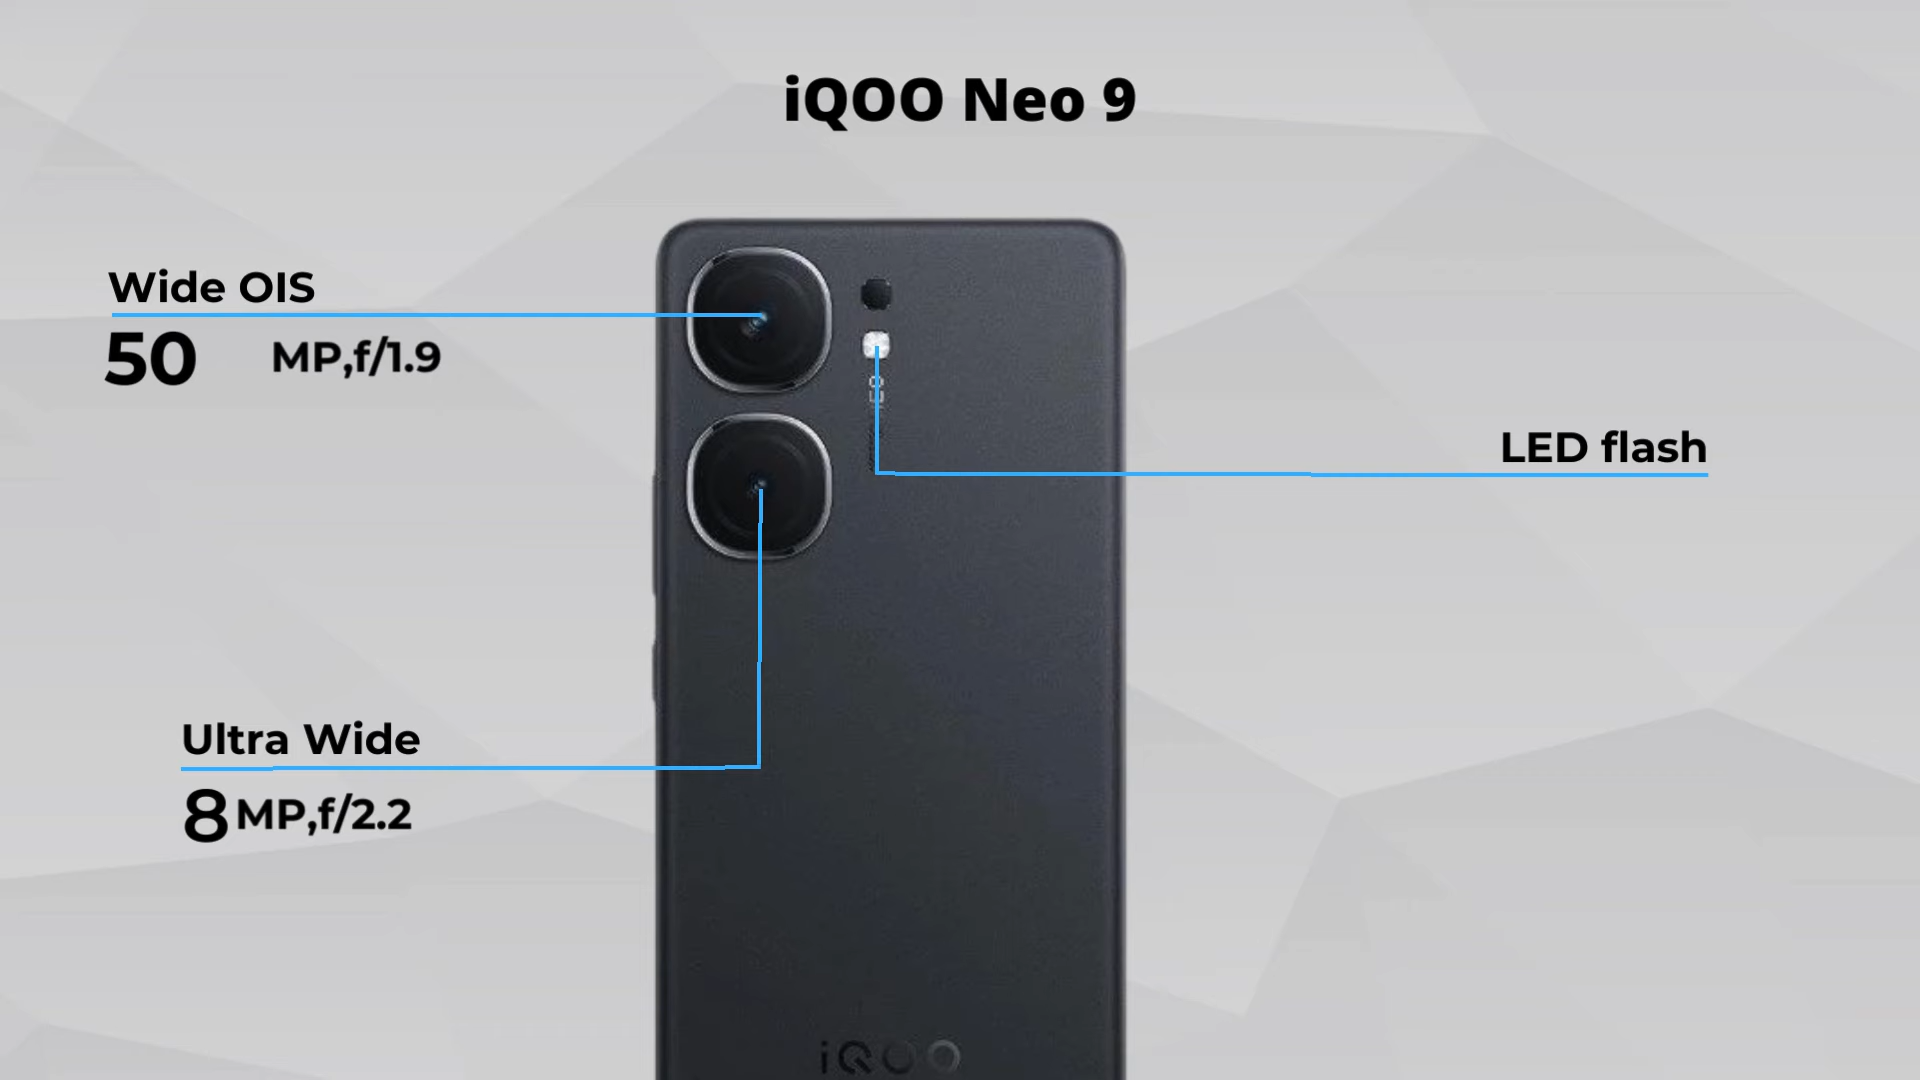 iQOO Neo 9
Wide OIS
50 MP,f/1.9
LED flash
Ultra Wide
8 MP,f/2.2
iQOO